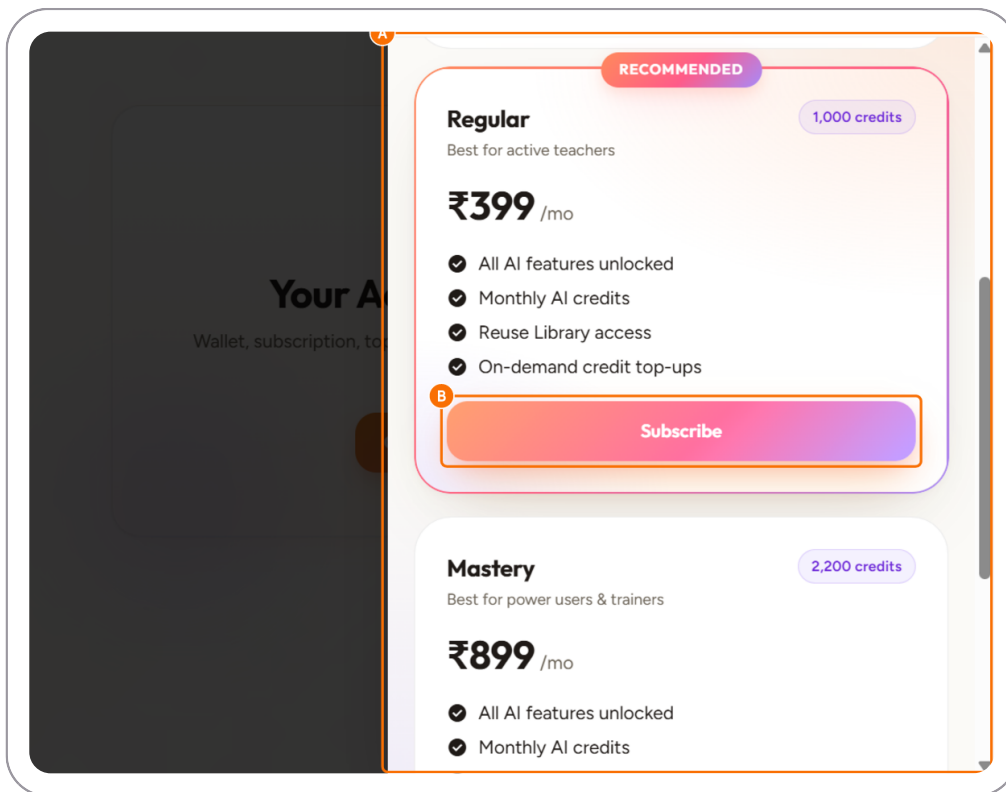 A
RECOMMENDED
Regular
1,000 credits
Best for active teachers
₹399 /mo
All AI features unlocked
Monthly AI credits
Reuse Library access
On-demand credit top-ups
B
Subscribe
Your
Wallet, subscription,
Mastery
2,200 credits
Best for power users & trainers
₹899 /mo
All AI features unlocked
Monthly AI credits